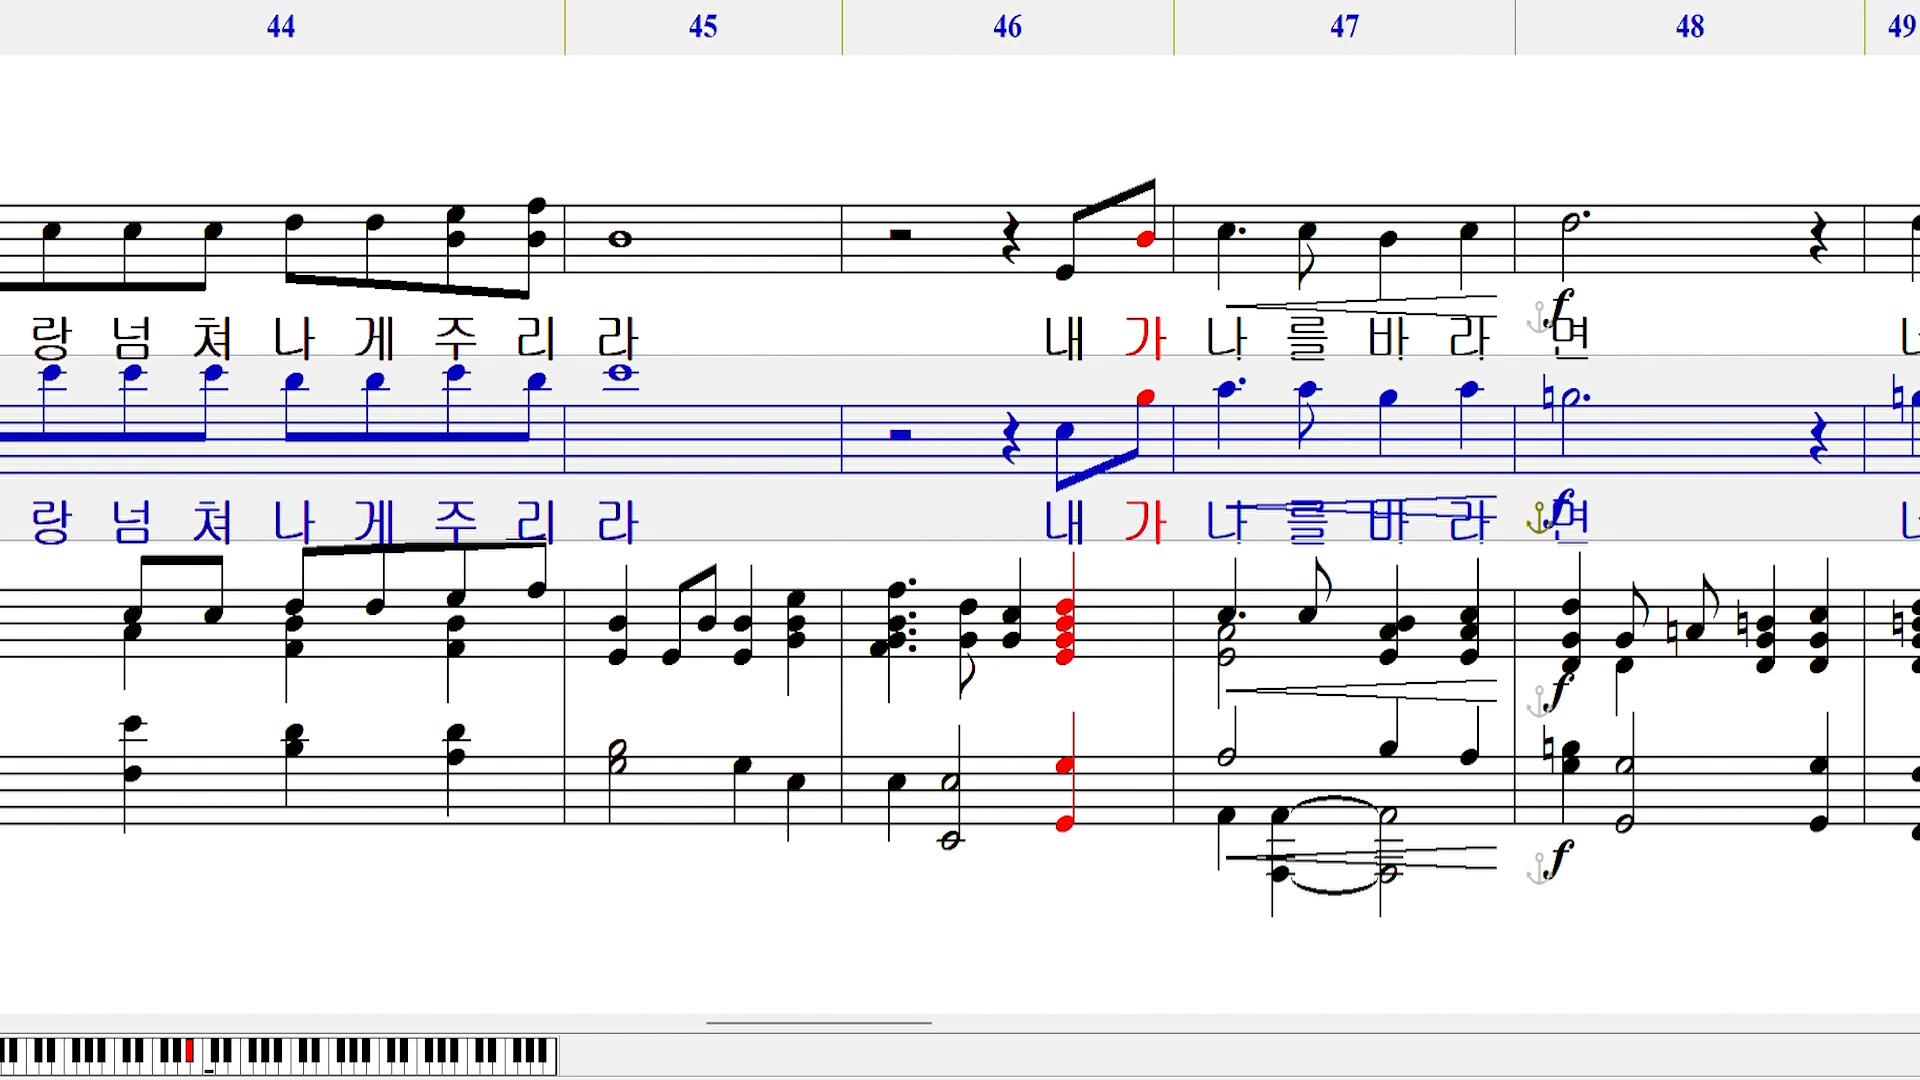 44 45 46 47 48 49
f
랑 넘 쳐 나 게 주 리 라 내 가 나 를 바 라 면
f
랑 넘 쳐 나 게 주 리 라 내 가 나 를 바 라 면
f
f